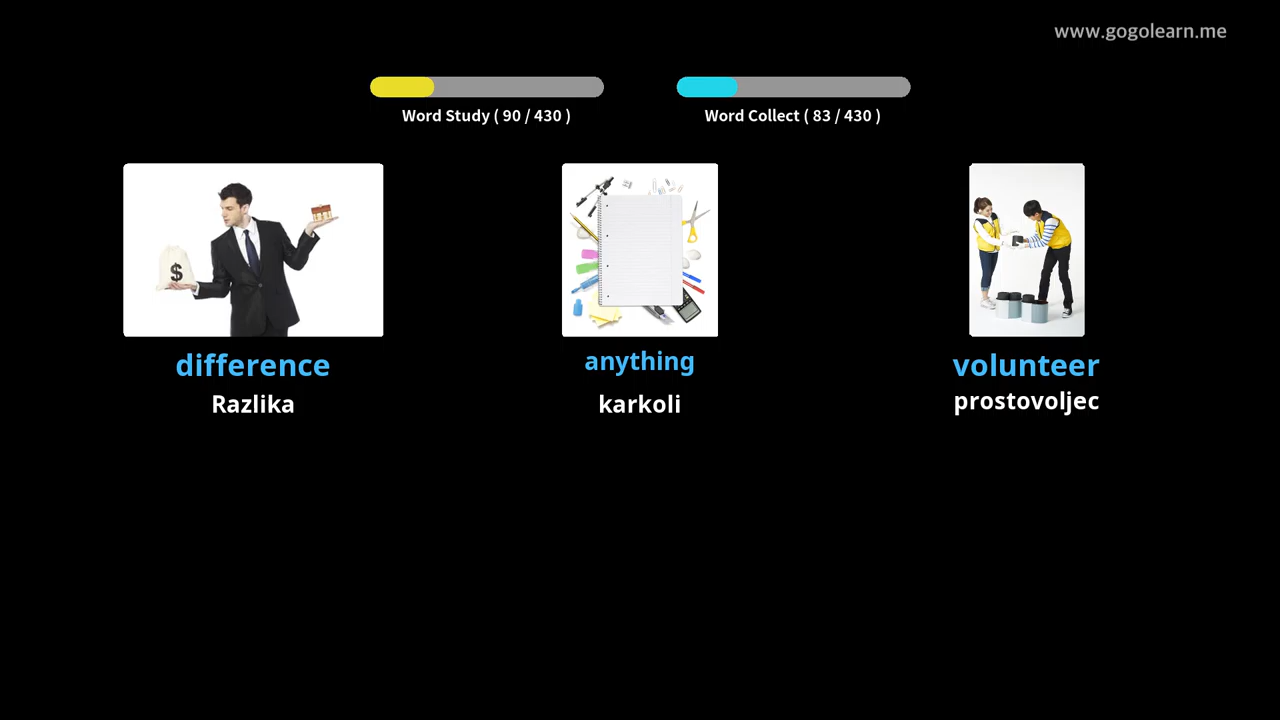 www.gogolearn.me
Word Study ( 90 / 430 )
Word Collect ( 83 / 430 )
$
difference
anything
volunteer
Razlika
karkoli
prostovoljec